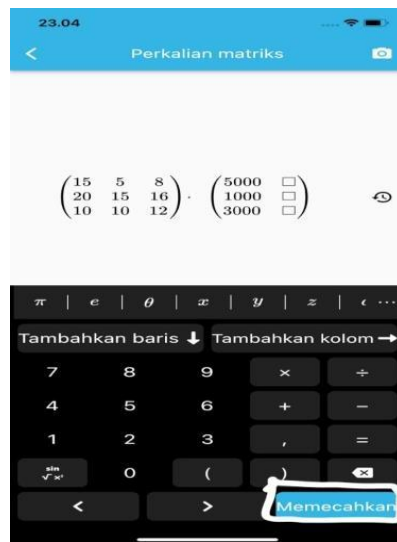 23.04
Perkalian matriks
15 5 8
20 15 16
10 10 12
·
5000 □
1000 □
3000 □
π | e | θ | x | y | z | ‹ ...
Tambahkan baris ⬇ Tambahkan kolom →
7 8 9 × ÷
4 5 6 + −
1 2 3 , =
sin
√ x² 0 ( )
< > Memecahkan